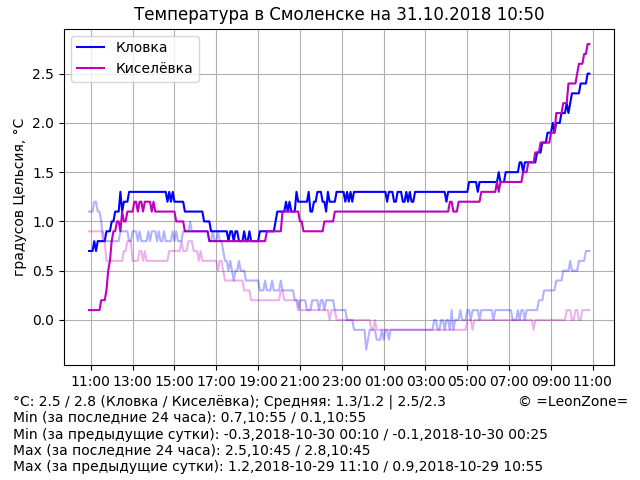 Температура в Смоленске на 31.10.2018 10:50
Кловка
Киселёвка
градусов Цельсия, °C
2.5
2.0
1.5
1.0
0.5
0.0
11:00 13:00 15:00 17:00 19:00 21:00 23:00 01:00 03:00 05:00 07:00 09:00 11:00
°C: 2.5 / 2.8 (Кловка / Киселёвка); Средняя: 1.3/1.2 | 2.5/2.3 © =LeonZone=
Min (за последние 24 часа): 0.7,10:55 / 0.1,10:55
Min (за предыдущие сутки): -0.3,2018-10-30 00:10 / -0.1,2018-10-30 00:25
Max (за последние 24 часа): 2.5,10:45 / 2.8,10:45
Max (за предыдущие сутки): 1.2,2018-10-29 11:10 / 0.9,2018-10-29 10:55